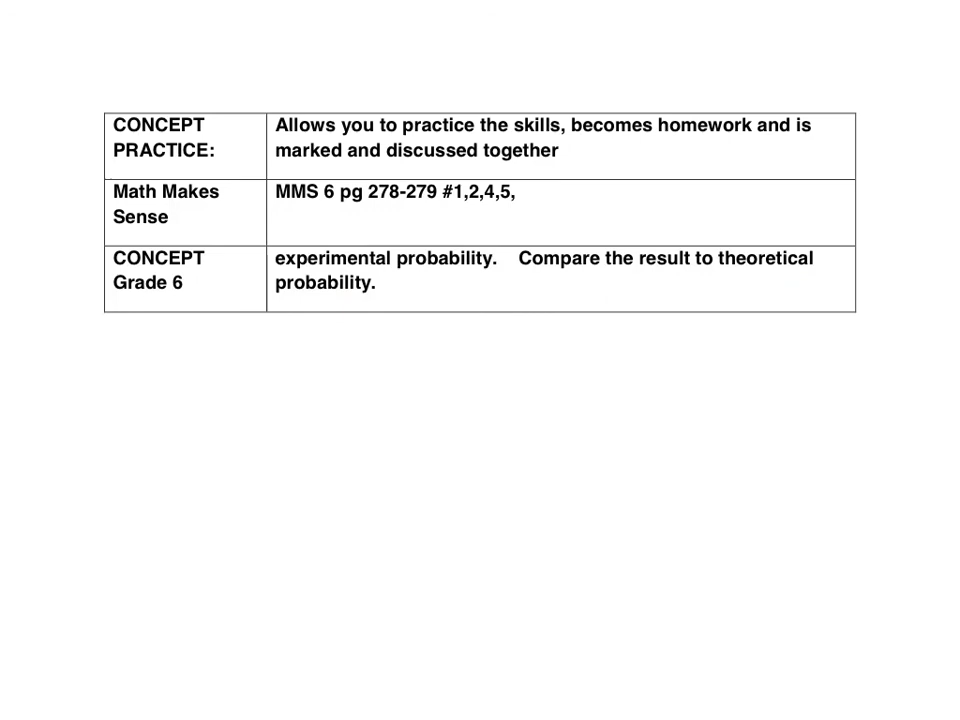 CONCEPT
PRACTICE:
Allows you to practice the skills, becomes homework and is
marked and discussed together
Math Makes
Sense
MMS 6 pg 278-279 #1,2,4,5,
CONCEPT
Grade 6
experimental probability.    Compare the result to theoretical
probability.